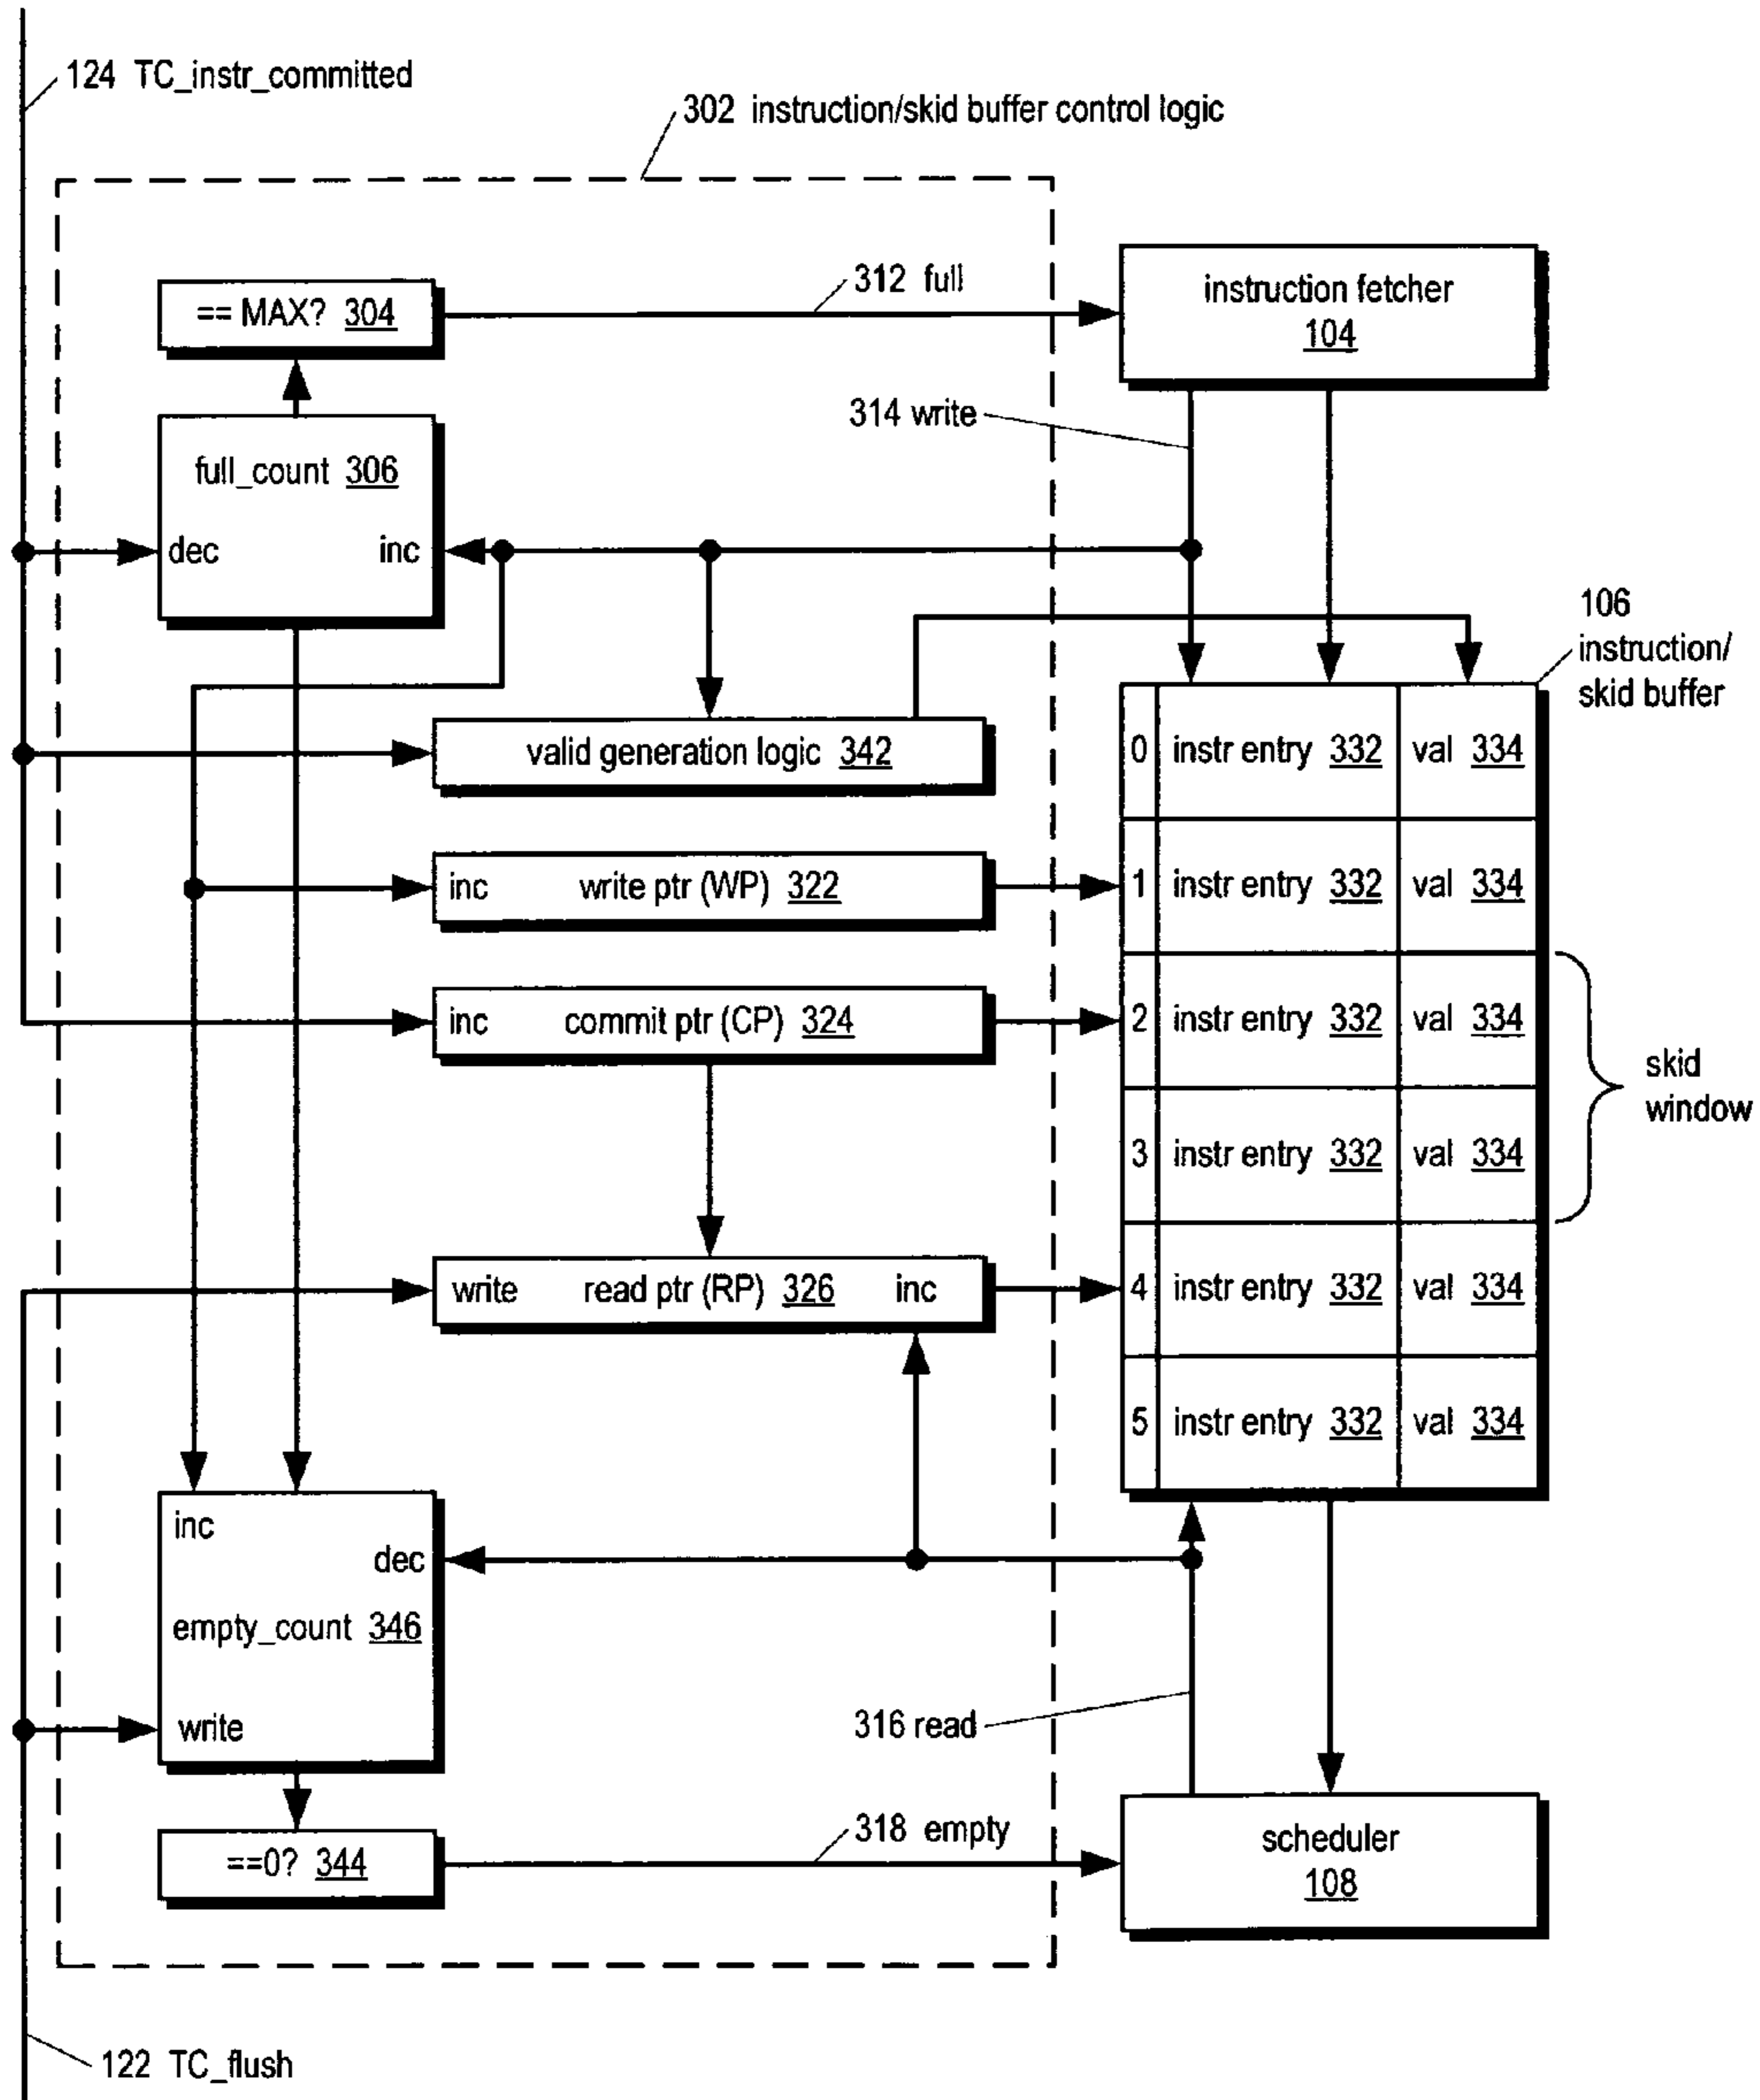 124 TC_instr_committed
302 instruction/skid buffer control logic
== MAX? 304
312 full
instruction fetcher
104
314 write
full_count 306
dec
inc
106
instruction/
skid buffer
valid generation logic 342
0 instr entry 332 val 334
inc write ptr (WP) 322
1 instr entry 332 val 334
inc commit ptr (CP) 324
2 instr entry 332 val 334
skid
window
3 instr entry 332 val 334
write read ptr (RP) 326 inc
4 instr entry 332 val 334
5 instr entry 332 val 334
inc
dec
empty_count 346
write
316 read
==0? 344
318 empty
scheduler
108
122 TC_flush